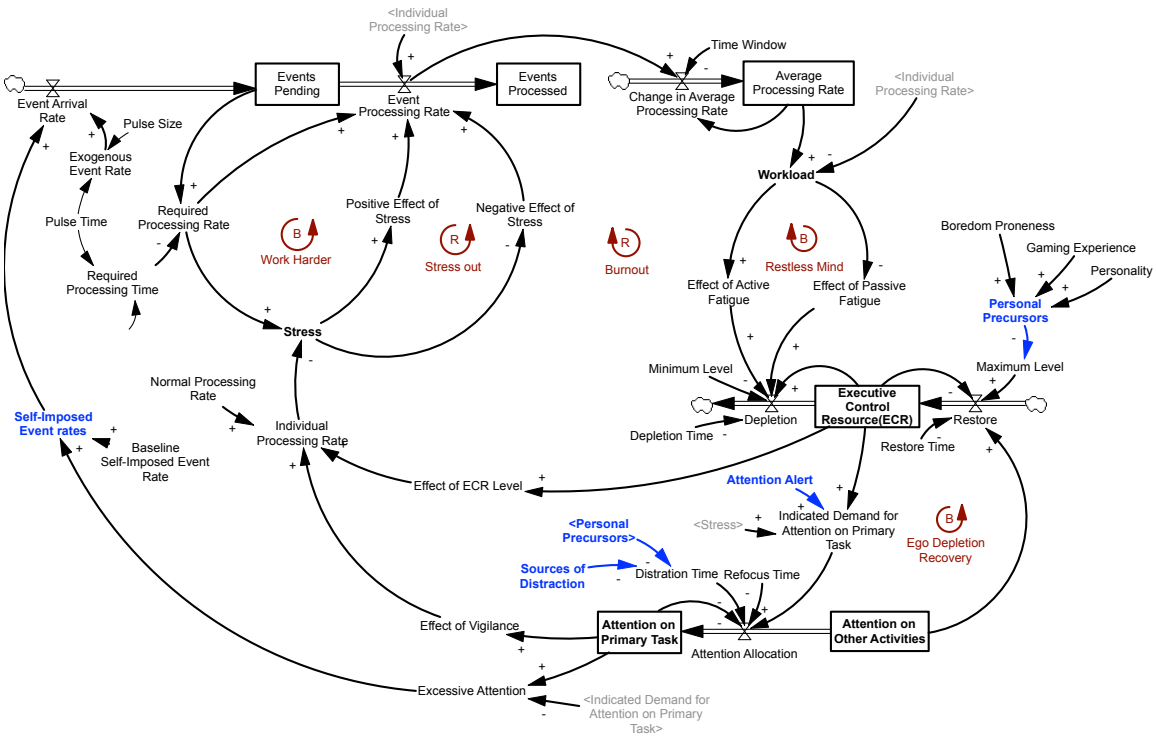 <Individual
Processing Rate>
Time Window
Events
Pending
Events
Processed
Average
Processing Rate
<Individual
Processing Rate>
Event Arrival
Rate
Event
Processing Rate
Change in Average
Processing Rate
Pulse Size
Exogenous
Event Rate
Workload
Pulse Time
Required
Processing Rate
Positive Effect of
Stress
Negative Effect of
Stress
B
Work Harder
R
Stress out
R
Burnout
B
Restless Mind
Boredom Proneness
Gaming Experience
Personality
Required
Processing Time
Effect of Active
Fatigue
Effect of Passive
Fatigue
Personal
Precursors
Stress
Minimum Level
Maximum Level
Normal Processing
Rate
Executive
Control
Resource(ECR)
Depletion
Restore
Depletion Time
Restore Time
Self-Imposed
Event rates
Baseline
Self-Imposed Event
Rate
Individual
Processing Rate
Effect of ECR Level
Attention Alert
<Stress>
Indicated Demand for
Attention on Primary
Task
B
Ego Depletion
Recovery
<Personal
Precursors>
Sources of
Distraction
Distration Time
Refocus Time
Effect of Vigilance
Attention on
Primary Task
Attention on
Other Activities
Attention Allocation
Excessive Attention
<Indicated Demand for
Attention on Primary
Task>